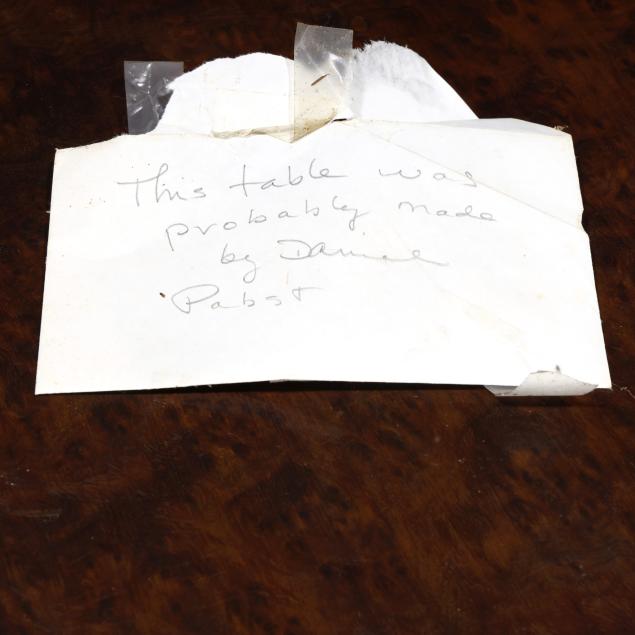 This table was
probably made
by Daniel
Pabst